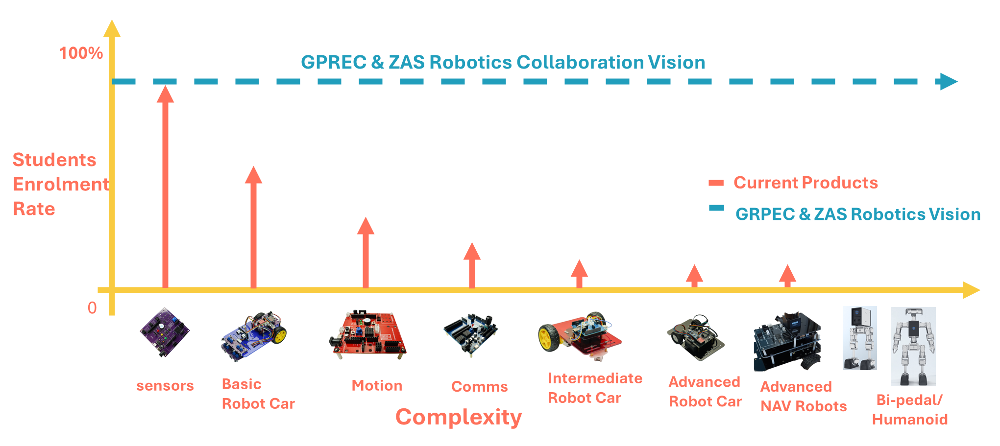 100%
GPREC & ZAS Robotics Collaboration Vision
Students
Enrolment
Rate
Current Products
GRPEC & ZAS Robotics Vision
0
sensors
Basic
Robot Car
Motion
Comms
Intermediate
Robot Car
Advanced
Robot Car
Advanced
NAV Robots
Bi-pedal/
Humanoid
Complexity